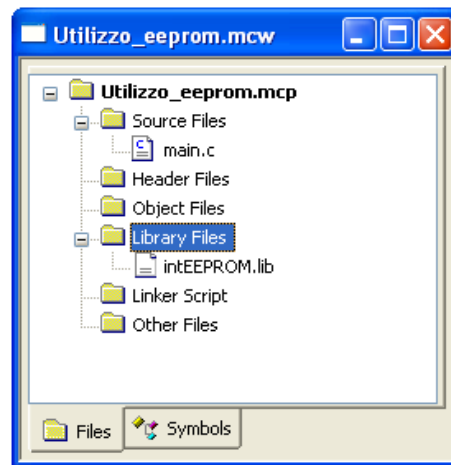 Utilizzo_eeprom.mcw
Utilizzo_eeprom.mcp
Source Files
main.c
Header Files
Object Files
Library Files
intEEPROM.lib
Linker Script
Other Files
Files Symbols